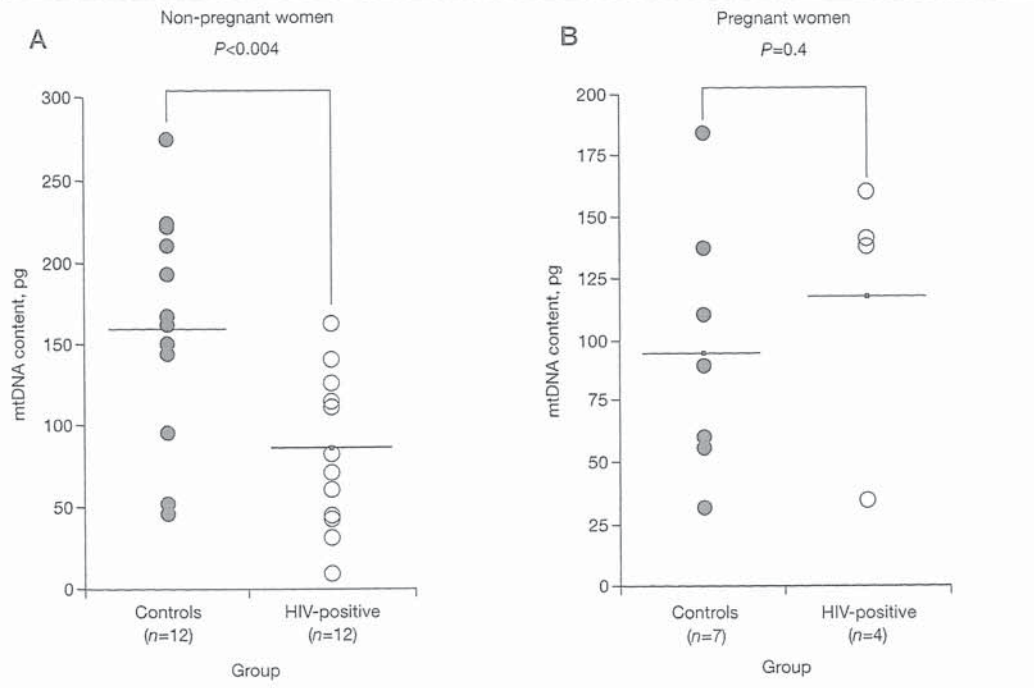 A
Non-pregnant women
P<0.004
300
250
200
150
100
50
0
mtDNA content, pg
Controls
(n=12)
HIV-positive
(n=12)
Group
B
Pregnant women
P=0.4
200
175
150
125
100
75
50
25
0
mtDNA content, pg
Controls
(n=7)
HIV-positive
(n=4)
Group